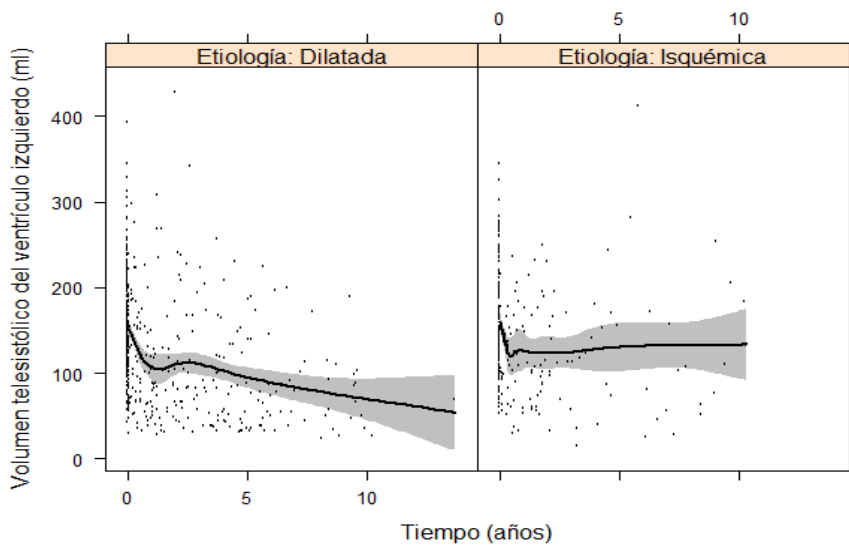 0 5 10
Etiología: Dilatada Etiología: Isquémica
Volumen telesistólico del ventrículo izquierdo (ml)
400
300
200
100
0
0 5 10
Tiempo (años)